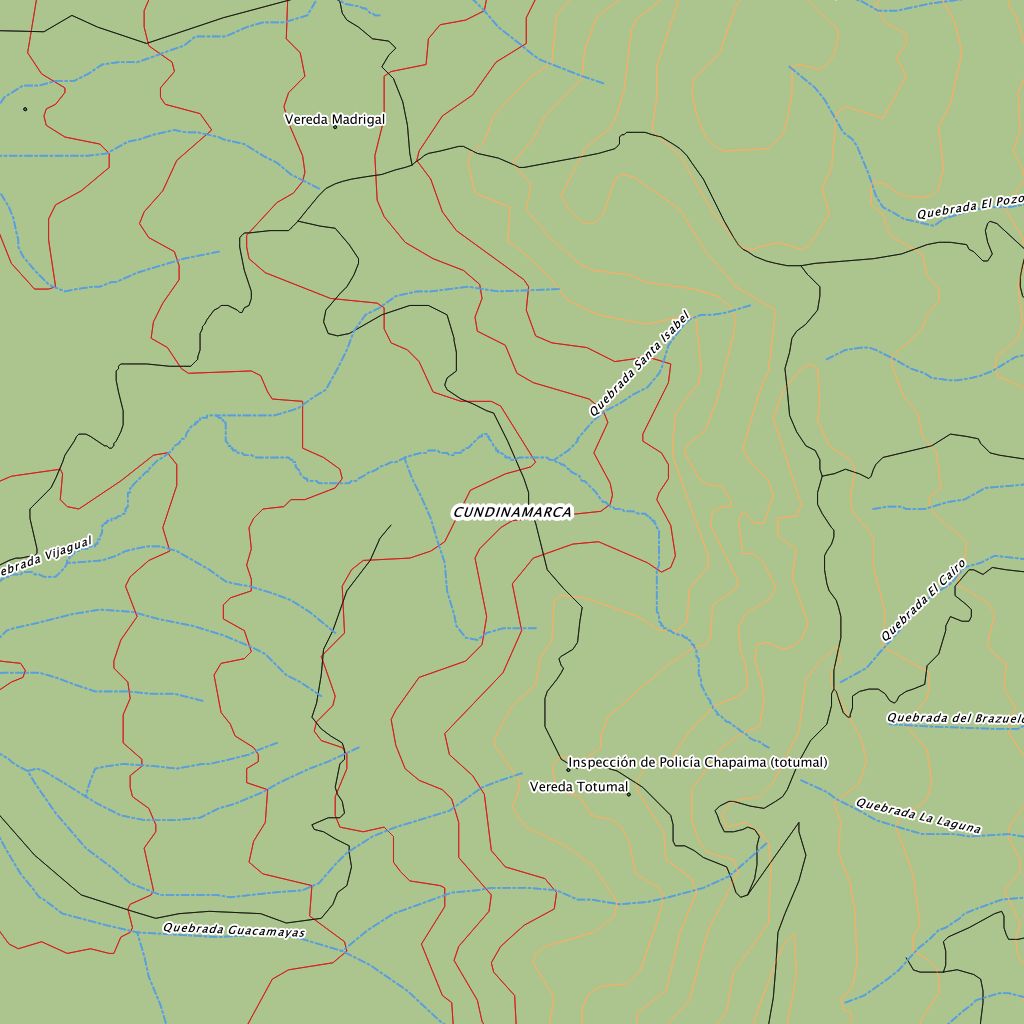 Vereda Madrigal
Quebrada El Pozo
Quebrada Santa Isabel
CUNDINAMARCA
ebrada Vijagual
Quebrada El Cairo
Quebrada del Brazuelo
Inspección de Policía Chapaima (totumal)
Vereda Totumal
Quebrada La Laguna
Quebrada Guacamayas